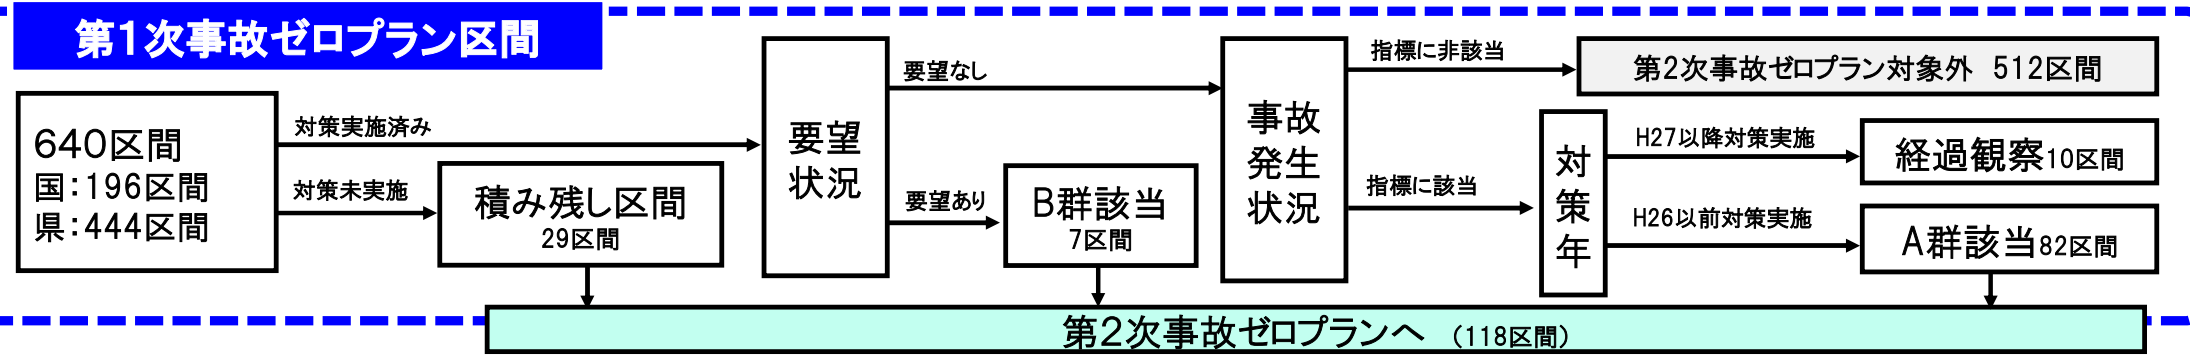 第1次事故ゼロプラン区間
640区間
国：196区間
県：444区間
対策実施済み
対策未実施
積み残し区間
29区間
要望
状況
要望なし
要望あり
B群該当
7区間
事故
発生
状況
指標に非該当
指標に該当
第2次事故ゼロプラン対象外 512区間
対
策
年
H27以降対策実施
H26以前対策実施
経過観察10区間
A群該当82区間
第2次事故ゼロプランへ （118区間）